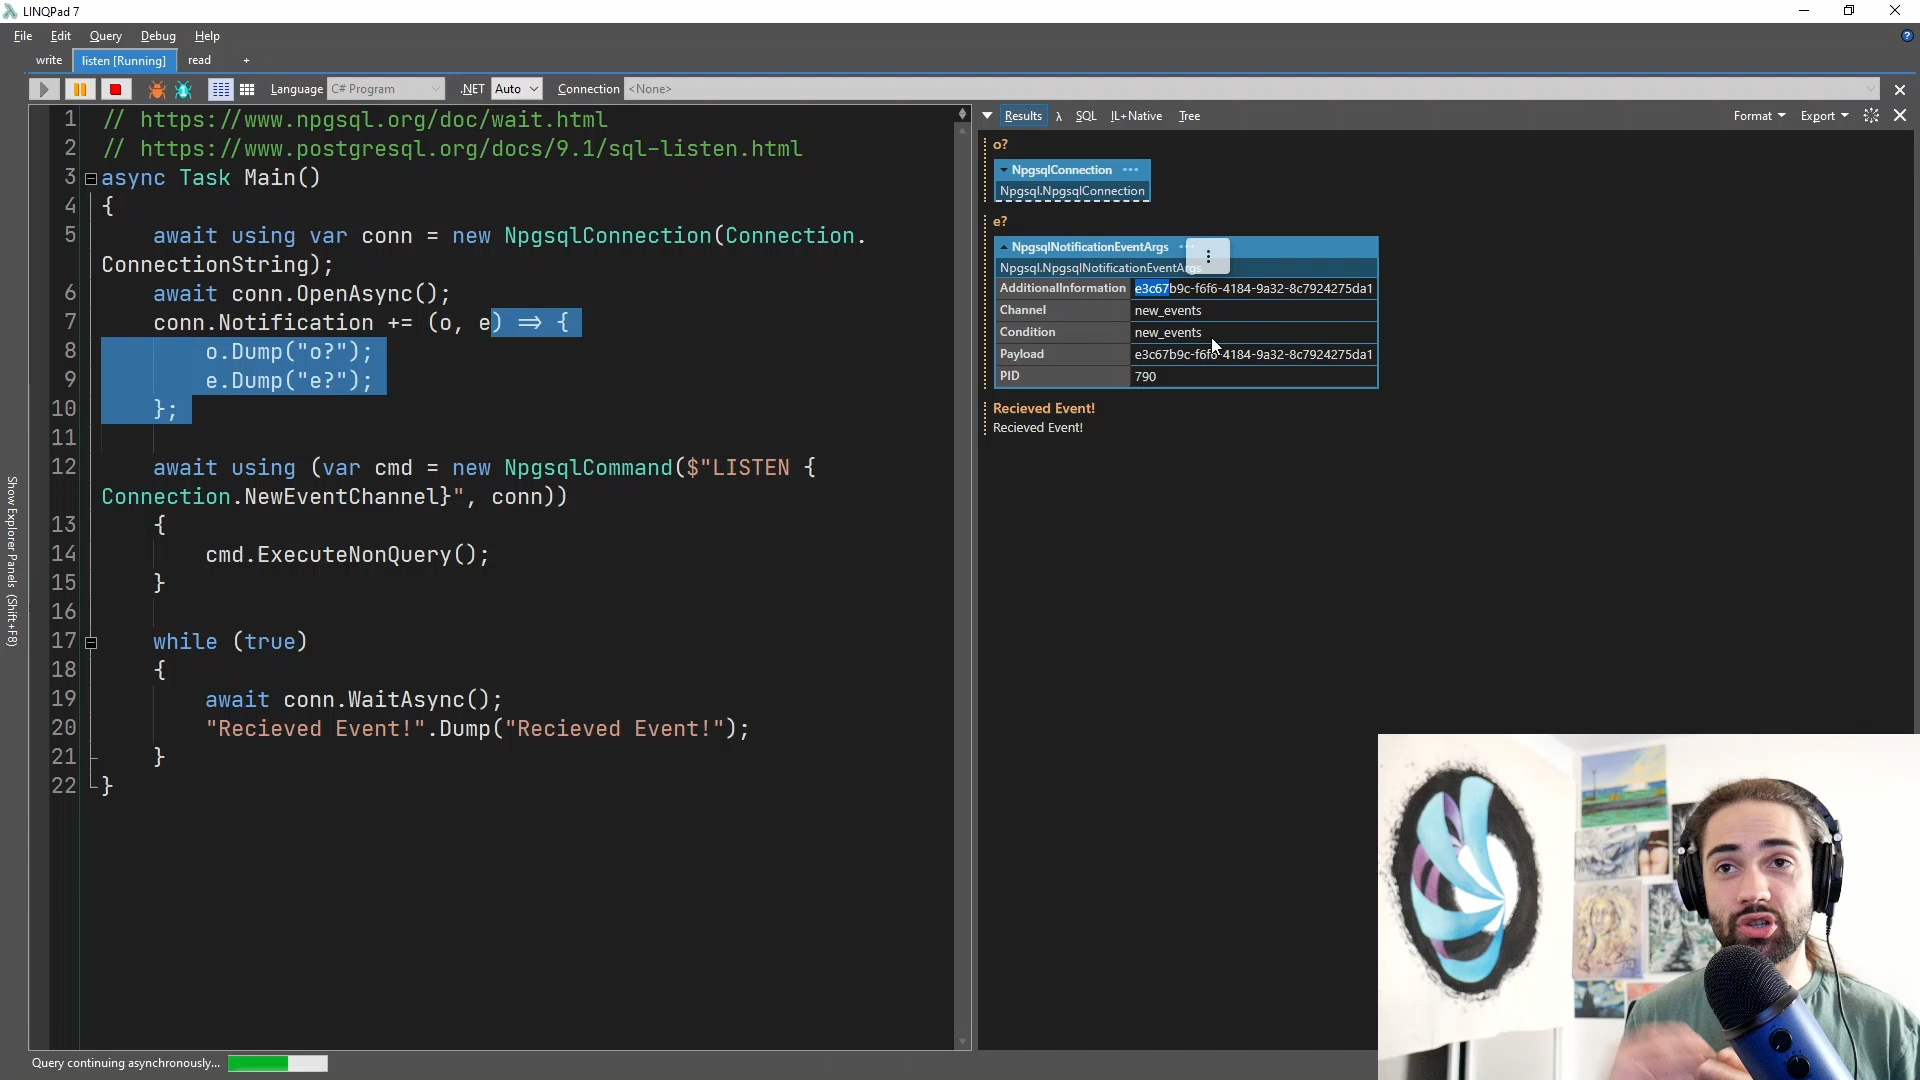 LINQPad 7
File Edit Query Debug Help
write listen [Running] read +
Language C# Program .NET Auto Connection <None>
Show Explorer Panels (Shift+F8)
1 // https://www.npgsql.org/doc/wait.html
2 // https://www.postgresql.org/docs/9.1/sql-listen.html
3 async Task Main()
4 {
5 await using var conn = new NpgsqlConnection(Connection.
ConnectionString);
6 await conn.OpenAsync();
7 conn.Notification += (o, e) => {
8 o.Dump("o?");
9 e.Dump("e?");
10 };
11
12 await using (var cmd = new NpgsqlCommand($"LISTEN {
Connection.NewEventChannel}", conn))
13 {
14 cmd.ExecuteNonQuery();
15 }
16
17 while (true)
18 {
19 await conn.WaitAsync();
20 "Recieved Event!".Dump("Recieved Event!");
21 }
22 }
Results λ SQL IL+Native Tree Format Export
o?
NpgsqlConnection
Npgsql.NpgsqlConnection
e?
NpgsqlNotificationEventArgs
Npgsql.NpgsqlNotificationEventArgs
AdditionalInformation e3c67b9c-f6f6-4184-9a32-8c7924275da1
Channel new_events
Condition new_events
Payload e3c67b9c-f6f6-4184-9a32-8c7924275da1
PID 790
Recieved Event!
Recieved Event!
Query continuing asynchronously...